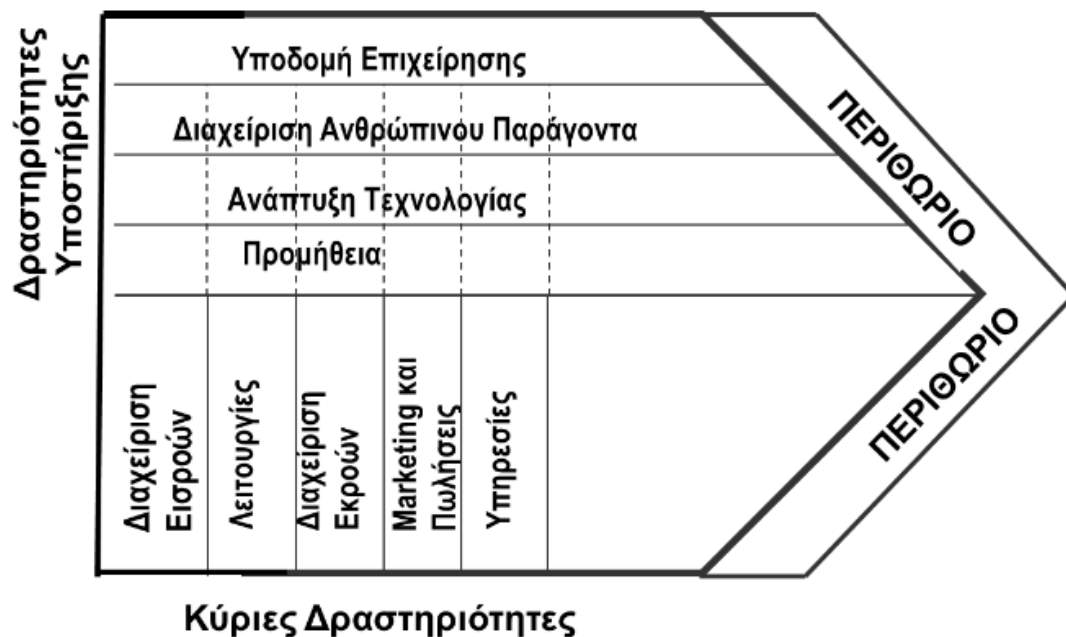 Δραστηριότητες
Υποστήριξης
Υποδομή Επιχείρησης
Διαχείριση Ανθρώπινου Παράγοντα
Ανάπτυξη Τεχνολογίας
Προμήθεια
Διαχείριση
Εισροών
Λειτουργίες
Διαχείριση
Εκροών
Marketing και
Πωλήσεις
Υπηρεσίες
ΠΕΡΙΘΩΡΙΟ
ΠΕΡΙΘΩΡΙΟ
Κύριες Δραστηριότητες